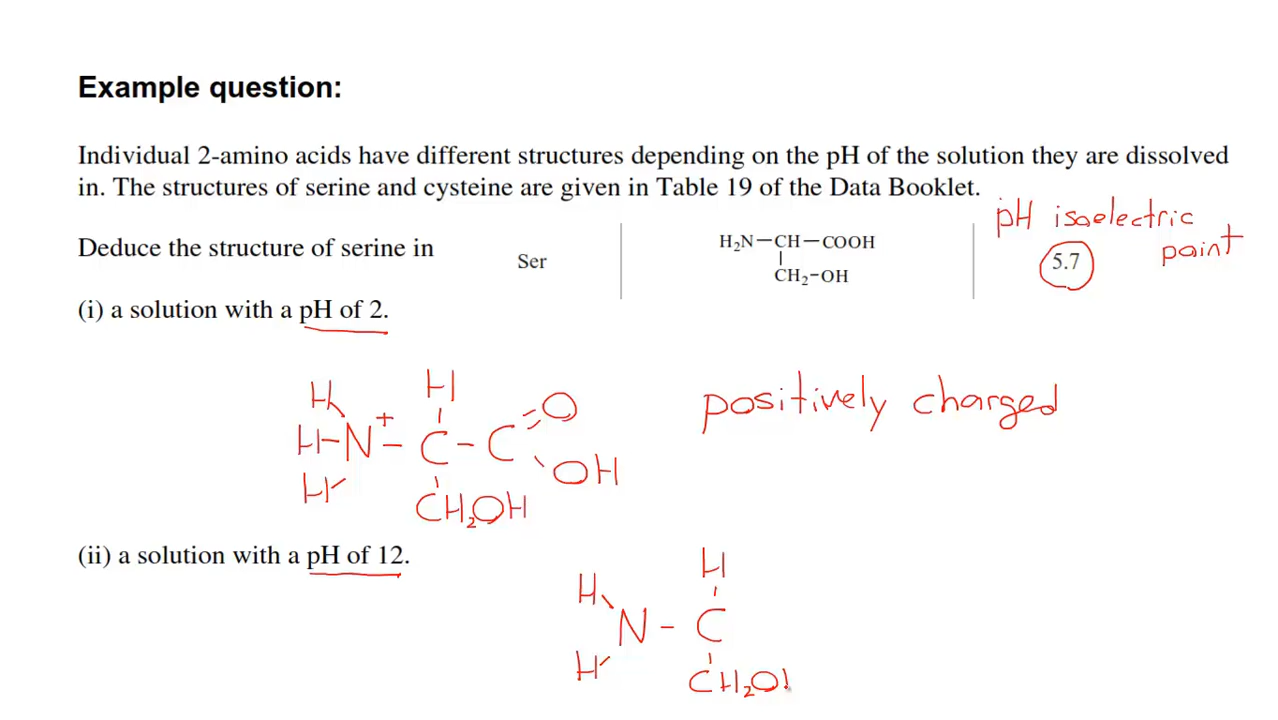 Example question:
Individual 2-amino acids have different structures depending on the pH of the solution they are dissolved
in. The structures of serine and cysteine are given in Table 19 of the Data Booklet.
pH isoelectric
point
Deduce the structure of serine in
Ser
H₂N—CH—COOH
CH₂-OH
5.7
(i) a solution with a pH of 2.
H H
H-N⁺-C-C=O
H OH
CH₂OH
positively charged
(ii) a solution with a pH of 12.
H H
N-C
H CH₂O